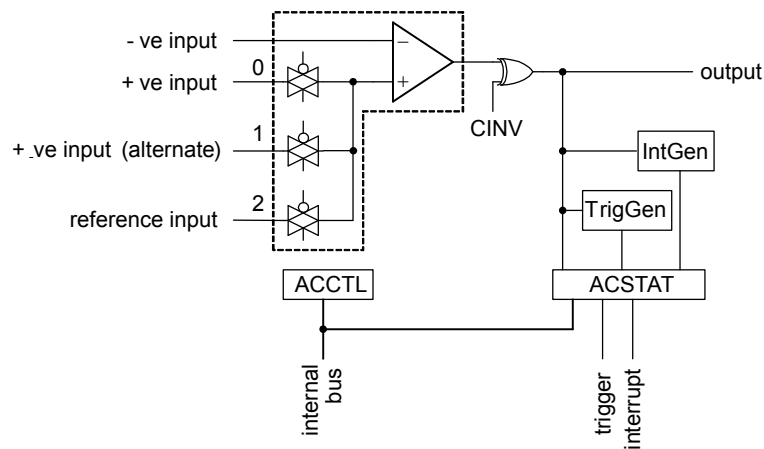 - ve input
+ ve input
0
+ -ve input (alternate)
1
reference input
2
−
+
CINV
output
IntGen
TrigGen
ACCTL
ACSTAT
internal
bus
trigger
interrupt